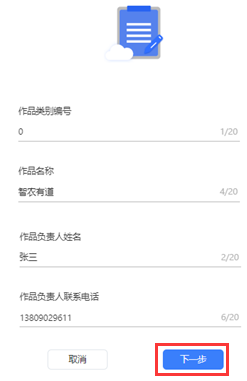 作品类别编号
0 1/20
作品名称
智农有道 4/20
作品负责人姓名
张三 2/20
作品负责人联系电话
13809029611 6/20
取消 下一步